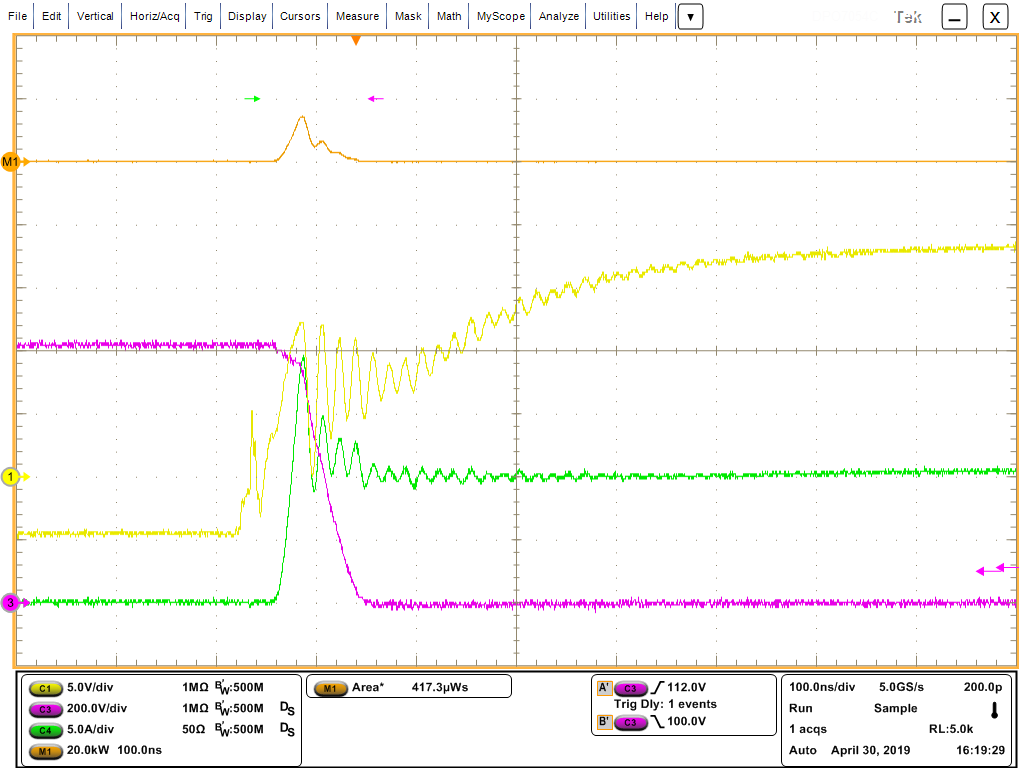 File Edit Vertical Horiz/Acq Trig Display Cursors Measure Mask Math MyScope Analyze Utilities Help ▼ Tek X
M1
1
3
C1 5.0V/div 1MΩ BW:500M
C3 200.0V/div 1MΩ BW:500M DS
C4 5.0A/div 50Ω BW:500M DS
M1 20.0kW 100.0ns
M1 Area* 417.3µWs
A' C3 112.0V
Trig Dly: 1 events
B' C3 100.0V
100.0ns/div 5.0GS/s 200.0p
Run Sample
1 acqs RL:5.0k
Auto April 30, 2019 16:19:29